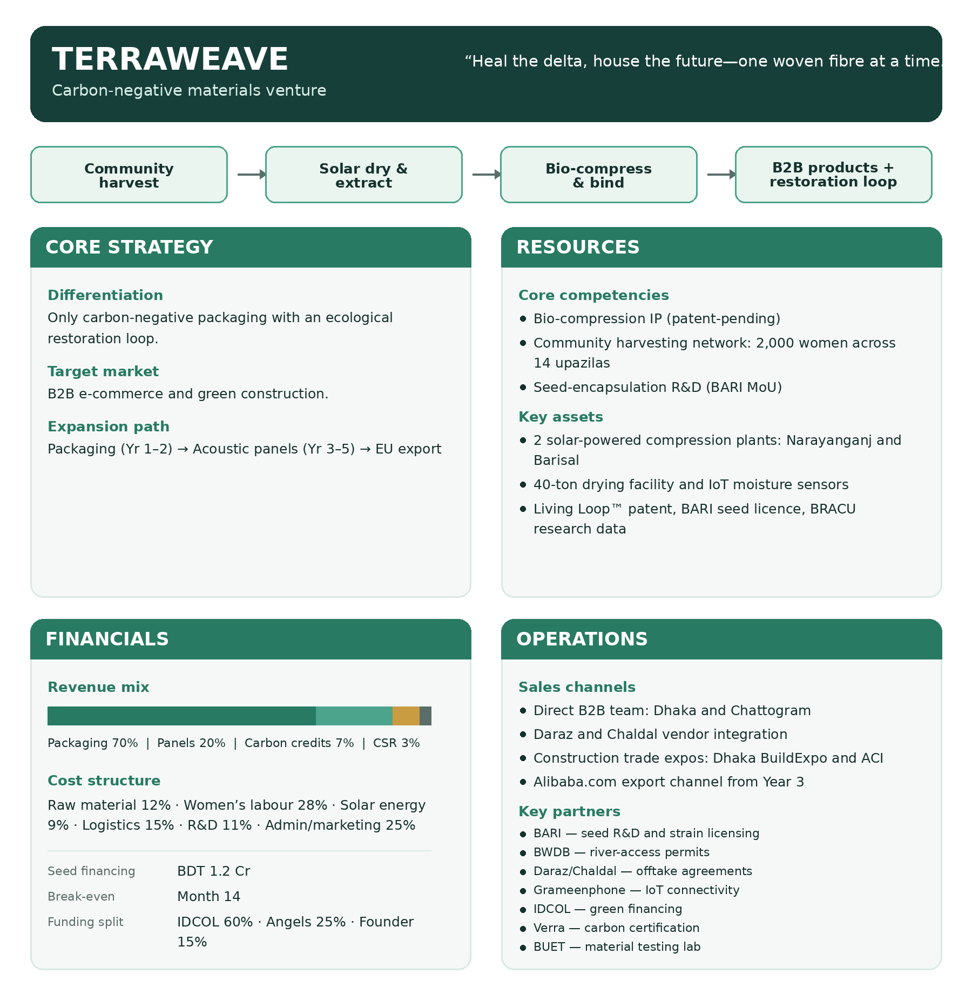 TERRAWEAVE
“Heal the delta, house the future—one woven fibre at a time.
Carbon-negative materials venture
Community
harvest
Solar dry &
extract
Bio-compress
& bind
B2B products +
restoration loop
CORE STRATEGY
Differentiation
Only carbon-negative packaging with an ecological
restoration loop.
Target market
B2B e-commerce and green construction.
Expansion path
Packaging (Yr 1–2) → Acoustic panels (Yr 3–5) → EU export
RESOURCES
Core competencies
● Bio-compression IP (patent-pending)
● Community harvesting network: 2,000 women across
14 upazilas
● Seed-encapsulation R&D (BARI MoU)
Key assets
● 2 solar-powered compression plants: Narayanganj and
Barisal
● 40-ton drying facility and IoT moisture sensors
● Living Loop™ patent, BARI seed licence, BRACU
research data
FINANCIALS
Revenue mix
Packaging 70% | Panels 20% | Carbon credits 7% | CSR 3%
Cost structure
Raw material 12% · Women’s labour 28% · Solar energy
9% · Logistics 15% · R&D 11% · Admin/marketing 25%
Seed financing BDT 1.2 Cr
Break-even Month 14
Funding split IDCOL 60% · Angels 25% · Founder
15%
OPERATIONS
Sales channels
● Direct B2B team: Dhaka and Chattogram
● Daraz and Chaldal vendor integration
● Construction trade expos: Dhaka BuildExpo and ACI
● Alibaba.com export channel from Year 3
Key partners
● BARI — seed R&D and strain licensing
● BWDB — river-access permits
● Daraz/Chaldal — offtake agreements
● Grameenphone — IoT connectivity
● IDCOL — green financing
● Verra — carbon certification
● BUET — material testing lab